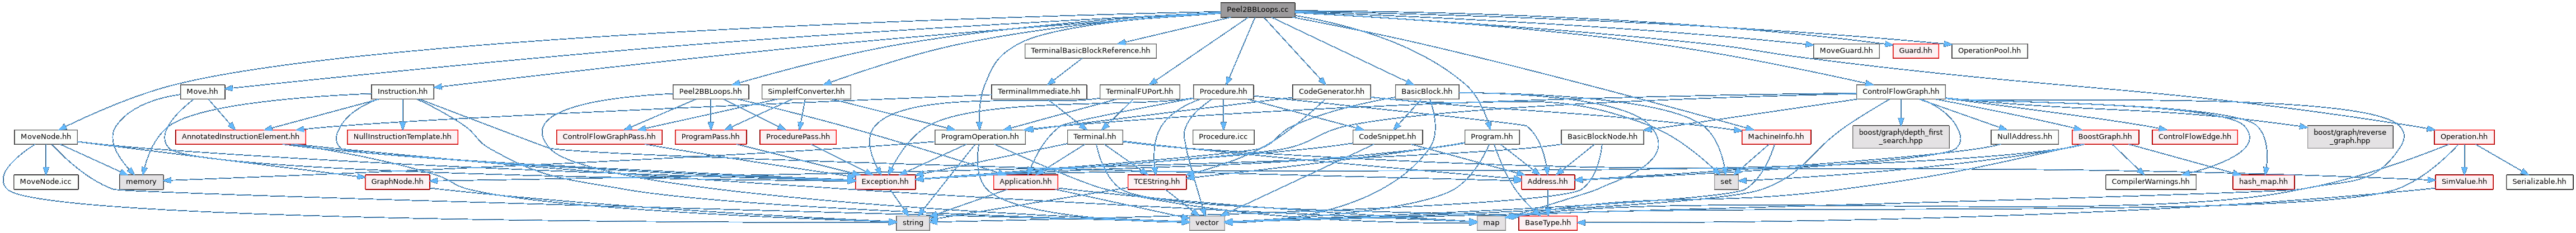 Peel2BBLoops.cc
TerminalBasicBlockReference.hh
MoveGuard.hh
Guard.hh
OperationPool.hh
Move.hh
Instruction.hh
Peel2BBLoops.hh
SimpleIfConverter.hh
TerminalImmediate.hh
TerminalFUPort.hh
Procedure.hh
CodeGenerator.hh
BasicBlock.hh
ControlFlowGraph.hh
MoveNode.hh
AnnotatedInstructionElement.hh
NullInstructionTemplate.hh
ControlFlowGraphPass.hh
ProgramPass.hh
ProcedurePass.hh
ProgramOperation.hh
Terminal.hh
Procedure.icc
CodeSnippet.hh
Program.hh
BasicBlockNode.hh
MachineInfo.hh
boost/graph/depth_first
_search.hpp
NullAddress.hh
BoostGraph.hh
ControlFlowEdge.hh
boost/graph/reverse
_graph.hpp
Operation.hh
MoveNode.icc
memory
GraphNode.hh
Exception.hh
Application.hh
TCEString.hh
Address.hh
set
CompilerWarnings.hh
hash_map.hh
SimValue.hh
Serializable.hh
string
vector
map
BaseType.hh